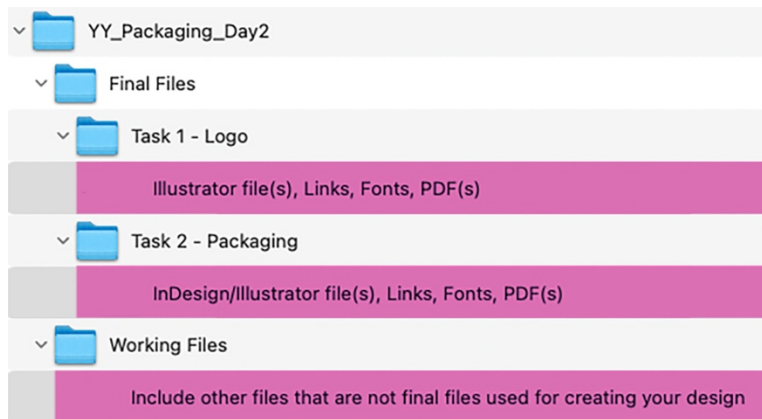 YY_Packaging_Day2
Final Files
Task 1 - Logo
Illustrator file(s), Links, Fonts, PDF(s)
Task 2 - Packaging
InDesign/Illustrator file(s), Links, Fonts, PDF(s)
Working Files
Include other files that are not final files used for creating your design